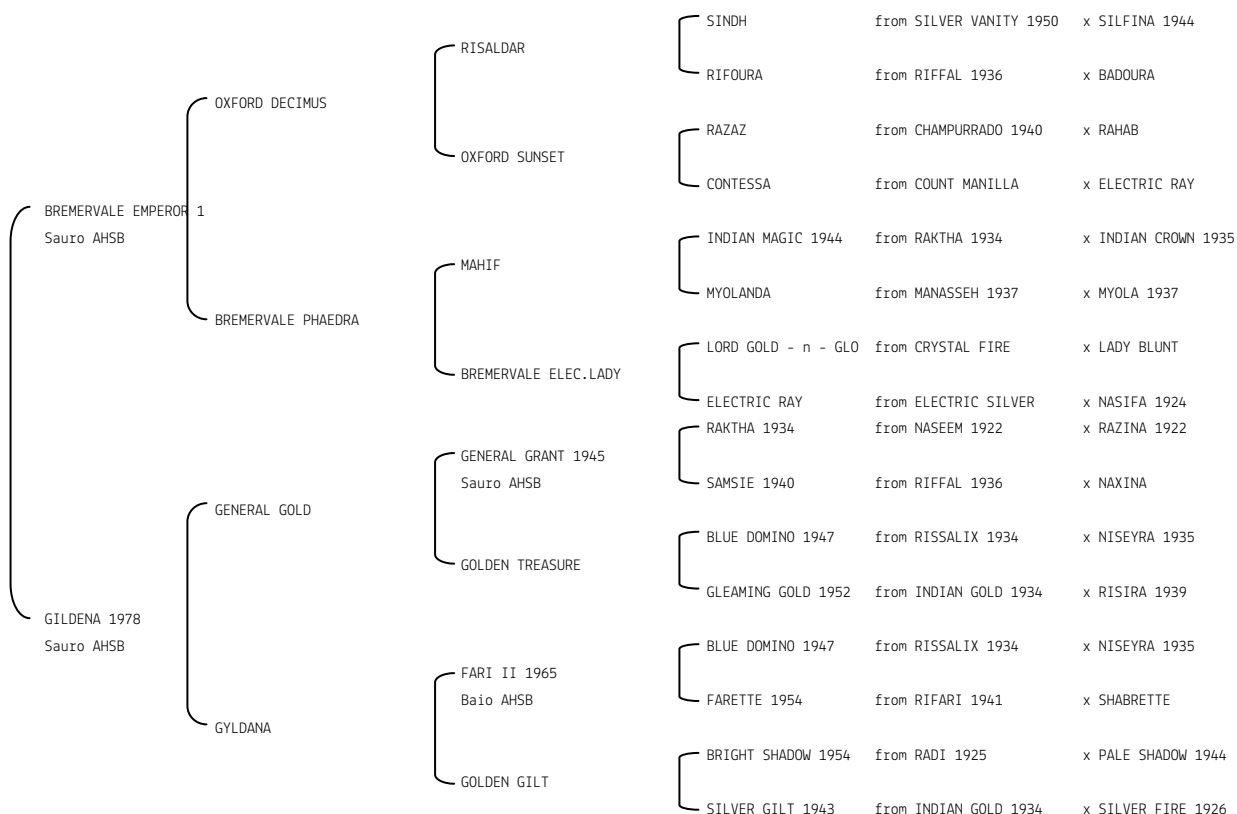 SINDH from SILVER VANITY 1950 x SILFINA 1944
RISALDAR
RIFOURA from RIFFAL 1936 x BADOURA
OXFORD DECIMUS
RAZAZ from CHAMPURRADO 1940 x RAHAB
OXFORD SUNSET
CONTESSA from COUNT MANILLA x ELECTRIC RAY
BREMERVALE EMPEROR 1
Sauro AHSB
INDIAN MAGIC 1944 from RAKTHA 1934 x INDIAN CROWN 1935
MAHIF
MYOLANDA from MANASSEH 1937 x MYOLA 1937
BREMERVALE PHAEDRA
LORD GOLD - n - GLO from CRYSTAL FIRE x LADY BLUNT
BREMERVALE ELEC.LADY
ELECTRIC RAY from ELECTRIC SILVER x NASIFA 1924
RAKTHA 1934 from NASEEM 1922 x RAZINA 1922
GENERAL GRANT 1945
Sauro AHSB
SAMSIE 1940 from RIFFAL 1936 x NAXINA
GENERAL GOLD
BLUE DOMINO 1947 from RISSALIX 1934 x NISEYRA 1935
GOLDEN TREASURE
GLEAMING GOLD 1952 from INDIAN GOLD 1934 x RISIRA 1939
GILDENA 1978
Sauro AHSB
BLUE DOMINO 1947 from RISSALIX 1934 x NISEYRA 1935
FARI II 1965
Baio AHSB
FARETTE 1954 from RIFARI 1941 x SHABRETTE
GYLDANA
BRIGHT SHADOW 1954 from RADI 1925 x PALE SHADOW 1944
GOLDEN GILT
SILVER GILT 1943 from INDIAN GOLD 1934 x SILVER FIRE 1926